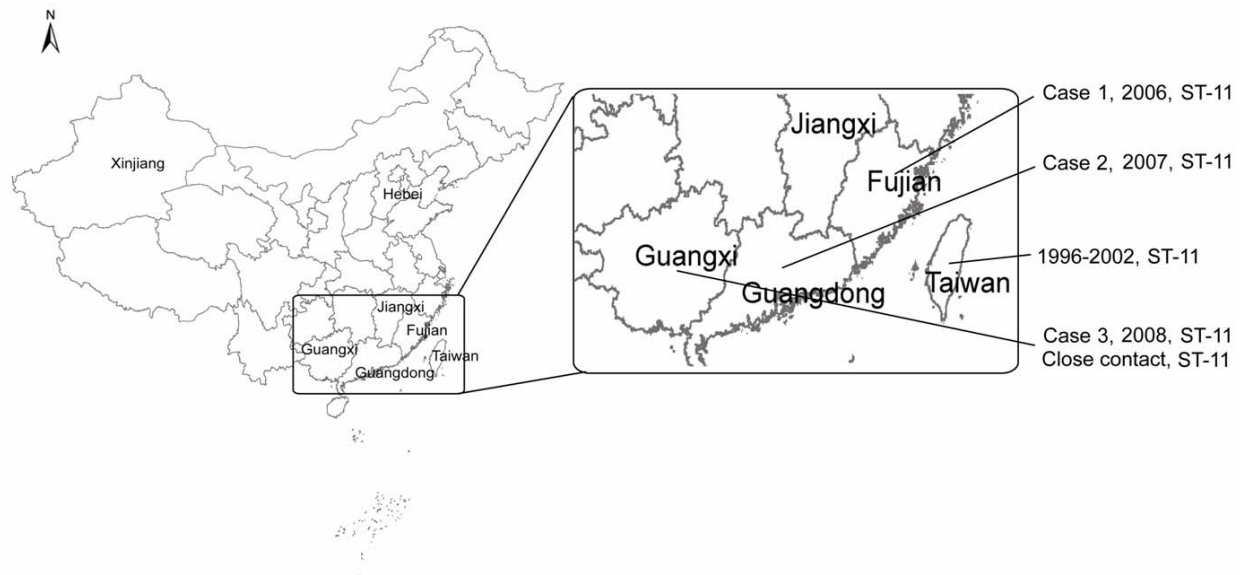 N
Xinjiang
Hebei
Jiangxi
Fujian
Guangxi
Taiwan
Guangdong
Jiangxi
Fujian
Guangxi
Guangdong
Taiwan
Case 1, 2006, ST-11
Case 2, 2007, ST-11
1996-2002, ST-11
Case 3, 2008, ST-11
Close contact, ST-11